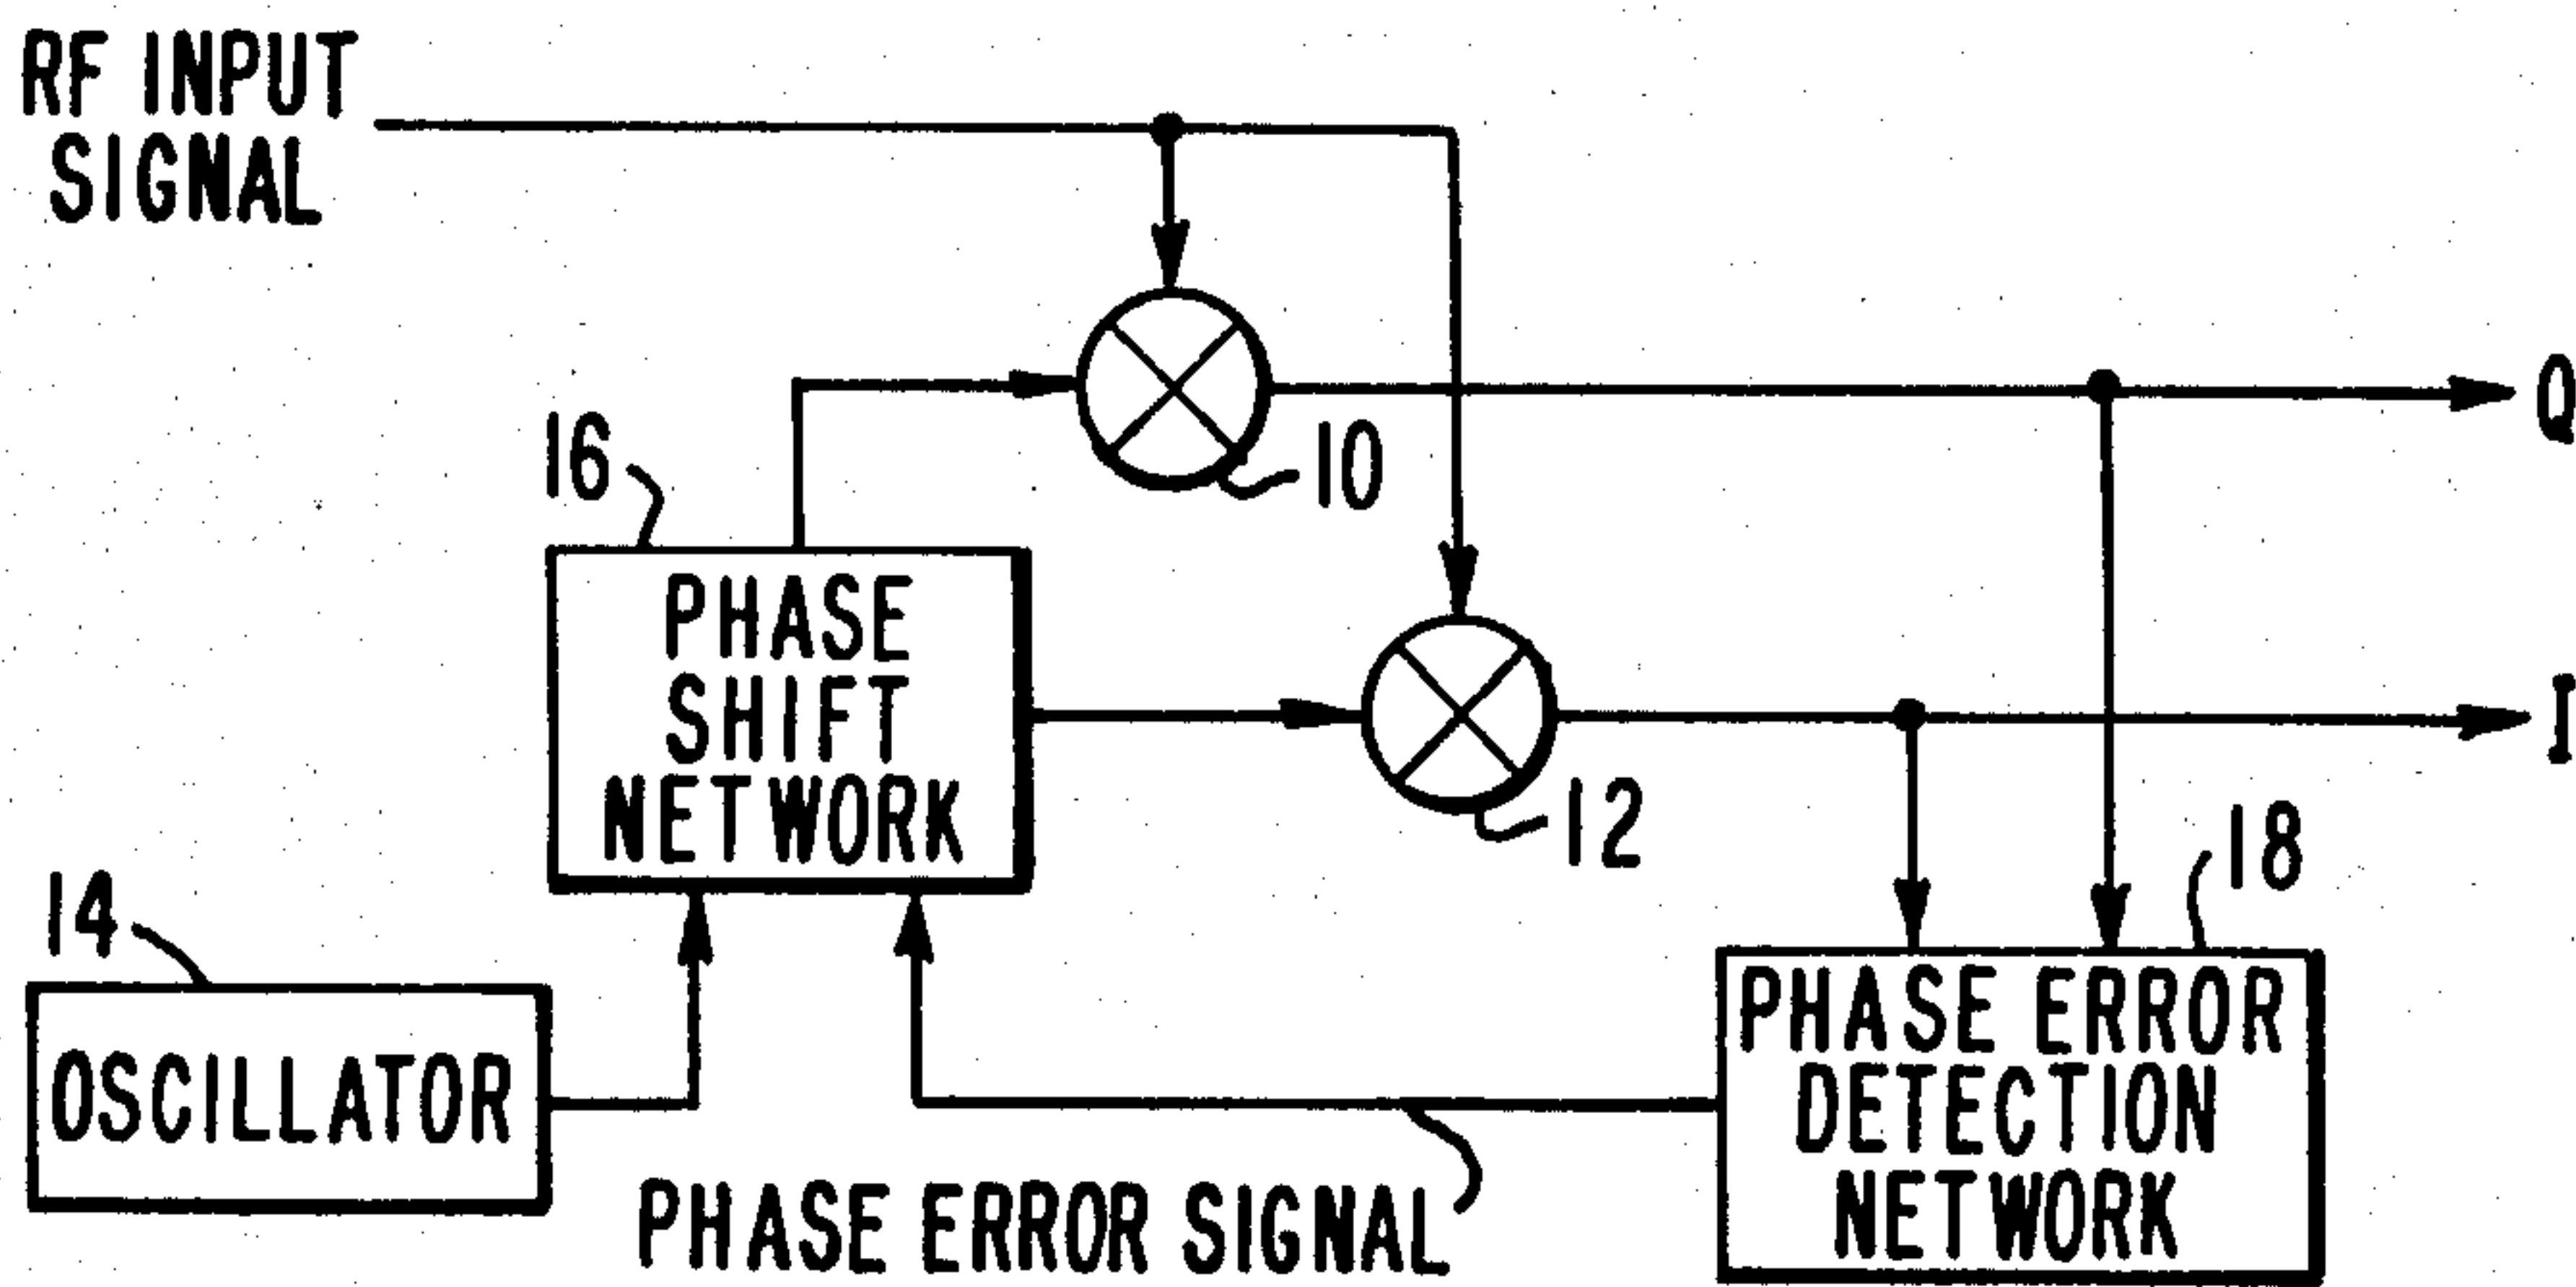 RF INPUT
SIGNAL
Q
16
10
PHASE
SHIFT
NETWORK
I
12
18
14
OSCILLATOR
PHASE ERROR
DETECTION
NETWORK
PHASE ERROR SIGNAL